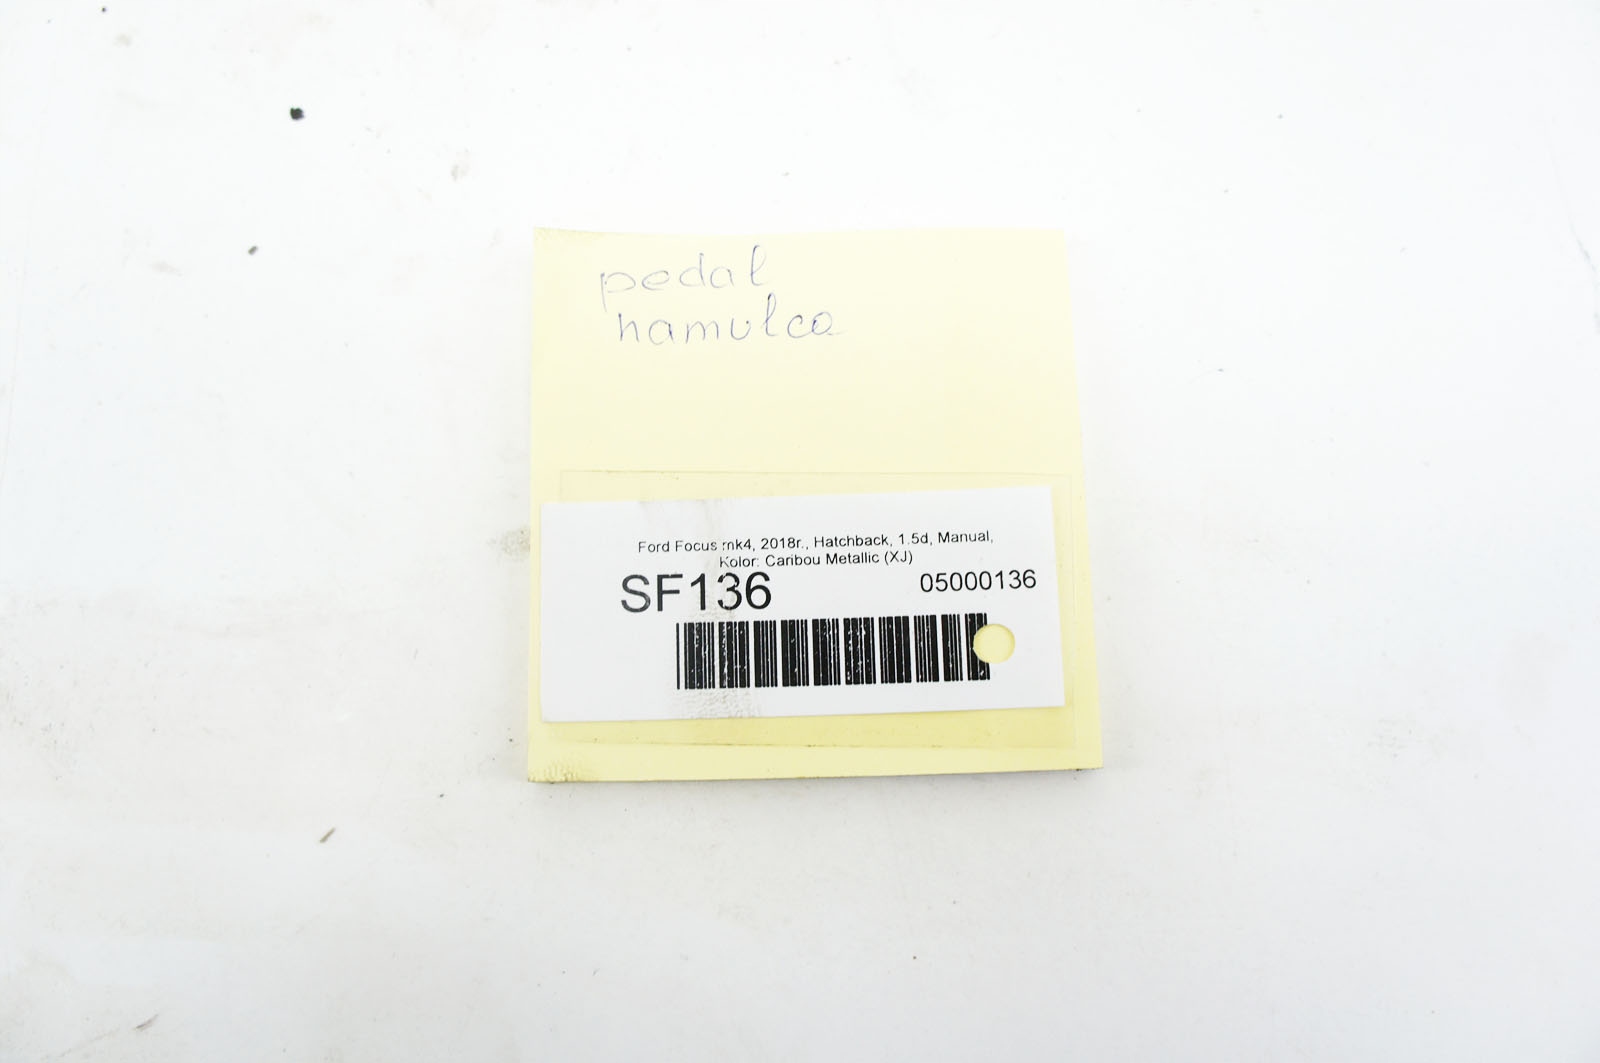 pedal
hamulca
Ford Focus mk4, 2018r., Hatchback, 1.5d, Manual,
Kolor: Caribou Metallic (XJ)
SF136 05000136